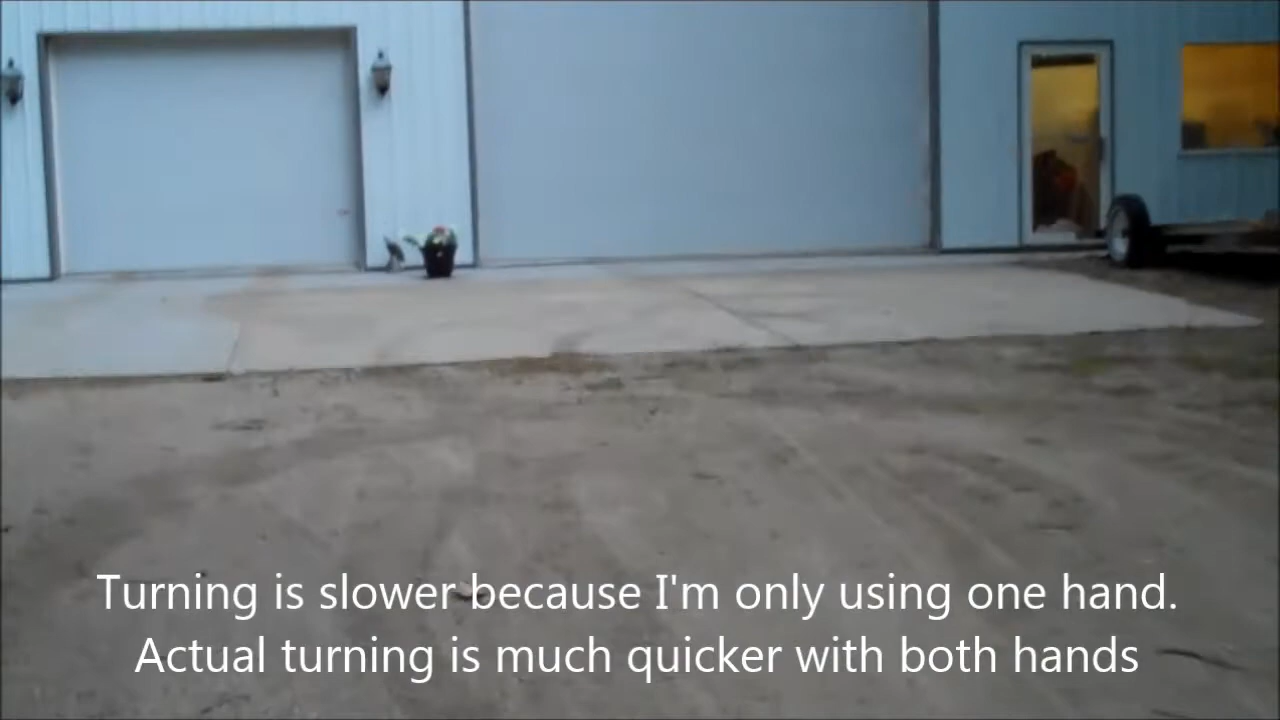 Turning is slower because I'm only using one hand.
Actual turning is much quicker with both hands